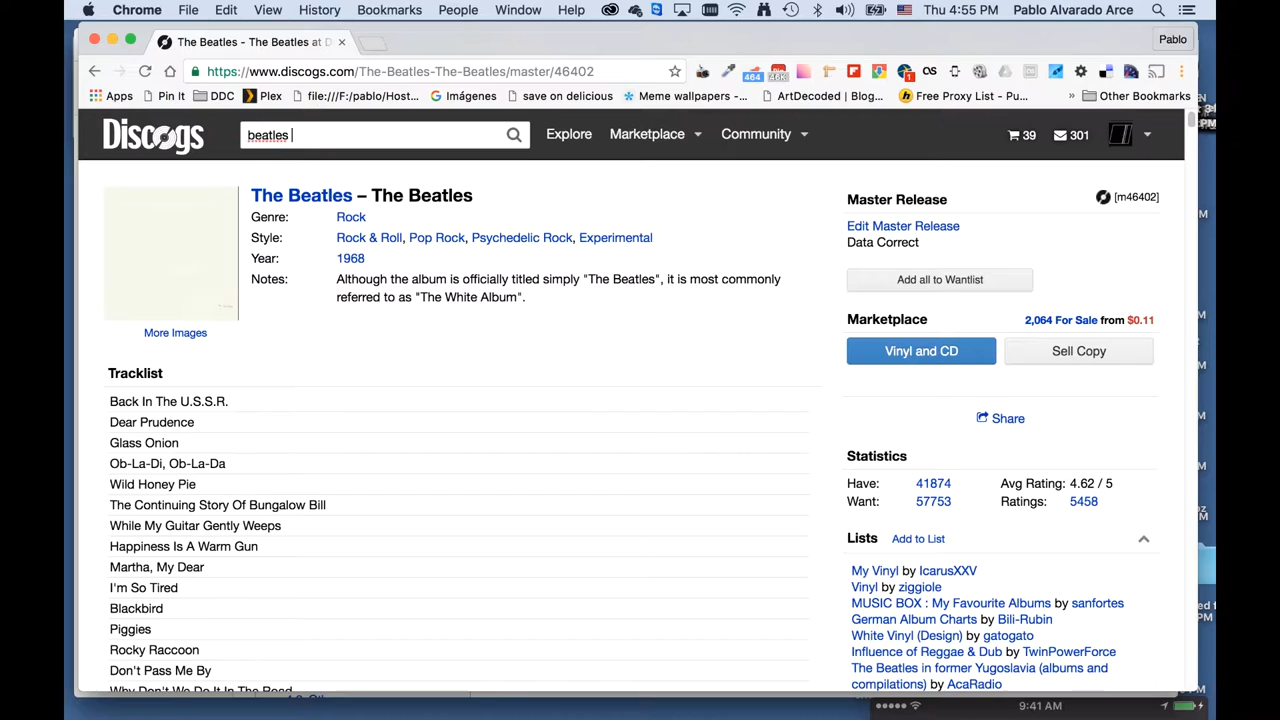 Chrome File Edit View History Bookmarks People Window Help Thu 4:55 PM Pablo Alvarado Arce
The Beatles - The Beatles at D Pablo
https://www.discogs.com/The-Beatles-The-Beatles/master/46402 464 46K 1
Apps Pin It DDC Plex file:///F:/pablo/Host... Imágenes save on delicious Meme wallpapers -... ArtDecoded | Blog... Free Proxy List - Pu... » Other Bookmarks
Discogs beatles Explore Marketplace Community 39 301
The Beatles – The Beatles
Genre: Rock
Style: Rock & Roll, Pop Rock, Psychedelic Rock, Experimental
Year: 1968
Notes: Although the album is officially titled simply "The Beatles", it is most commonly
referred to as "The White Album".
More Images
Master Release [m46402]
Edit Master Release
Data Correct
Add all to Wantlist
Marketplace 2,064 For Sale from $0.11
Vinyl and CD Sell Copy
Share
Tracklist
Back In The U.S.S.R.
Dear Prudence
Glass Onion
Ob-La-Di, Ob-La-Da
Wild Honey Pie
The Continuing Story Of Bungalow Bill
While My Guitar Gently Weeps
Happiness Is A Warm Gun
Martha, My Dear
I'm So Tired
Blackbird
Piggies
Rocky Raccoon
Don't Pass Me By
Why Don't We Do It In The Road
Statistics
Have: 41874 Avg Rating: 4.62 / 5
Want: 57753 Ratings: 5458
Lists Add to List
My Vinyl by IcarusXXV
Vinyl by ziggiole
MUSIC BOX : My Favourite Albums by sanfortes
German Album Charts by Bili-Rubin
White Vinyl (Design) by gatogato
Influence of Reggae & Dub by TwinPowerForce
The Beatles in former Yugoslavia (albums and
compilations) by AcaRadio
9:41 AM